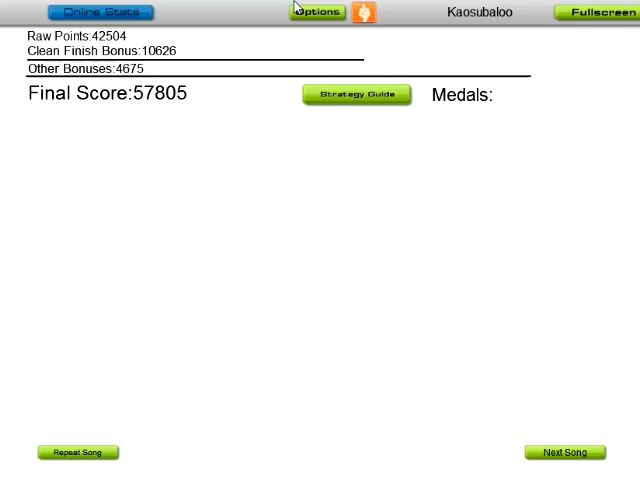 Online Stats
Options
Kaosubaloo
Fullscreen
Raw Points:42504
Clean Finish Bonus:10626
Other Bonuses:4675
Final Score:57805
Strategy Guide
Medals:
Repeat Song
Next Song